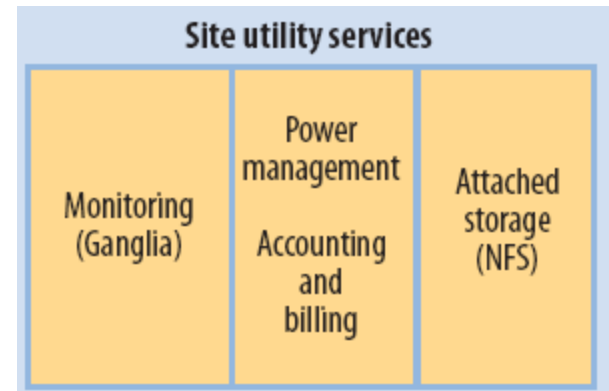 Site utility services
Monitoring
(Ganglia)
Power
management
Accounting
and
billing
Attached
storage
(NFS)